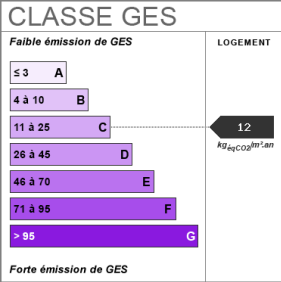 CLASSE GES
Faible émission de GES
LOGEMENT
≤ 3 A
4 à 10 B
11 à 25 C
12
kgéqCO2/m².an
26 à 45 D
46 à 70 E
71 à 95 F
> 95 G
Forte émission de GES